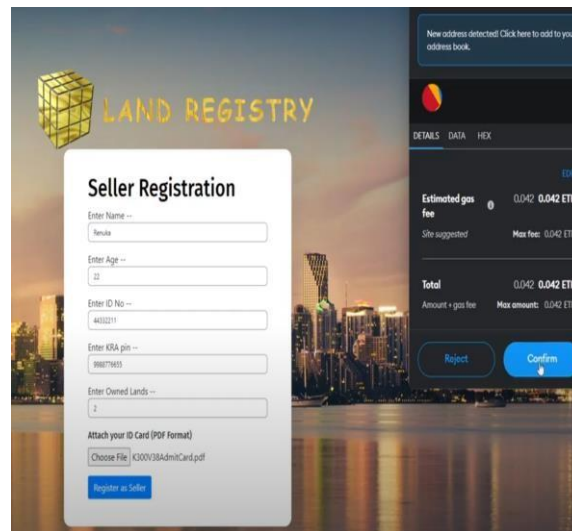 LAND REGISTRY
Seller Registration
Enter Name --
Renuka
Enter Age --
22
Enter ID No --
44332211
Enter KRA pin --
9988776655
Enter Owned Lands --
2
Attach your ID Card (PDF Format)
Choose File K300V38AdmitCard.pdf
Register as Seller
New address detected! Click here to add to you
address book.
DETAILS DATA HEX
EDI
Estimated gas fee 0.042 0.042 ETH
Site suggested Max fee: 0.042 ETH
Total 0.042 0.042 ETH
Amount + gas fee Max amount: 0.042 ETH
Reject Confirm